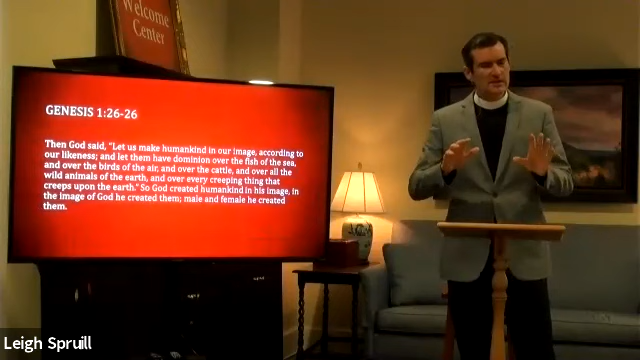 Welcome
Center
GENESIS 1:26-26
Then God said, “Let us make humankind in our image, according to
our likeness; and let them have dominion over the fish of the sea,
and over the birds of the air, and over the cattle, and over all the
wild animals of the earth, and over every creeping thing that
creeps upon the earth.” So God created humankind in his image, in
the image of God he created them; male and female he created
them.
Leigh Spruill